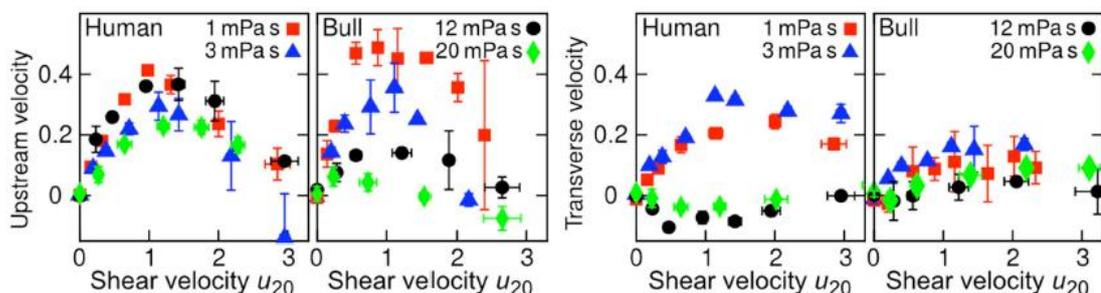 Human
1 mPa s
3 mPa s
Bull
12 mPa s
20 mPa s
Upstream velocity
0.4
0.2
0
0 1 2 3
0 1 2 3
Shear velocity u20
Shear velocity u20
Human
1 mPa s
3 mPa s
Bull
12 mPa s
20 mPa s
Transverse velocity
0.4
0.2
0
0 1 2 3
0 1 2 3
Shear velocity u20
Shear velocity u20